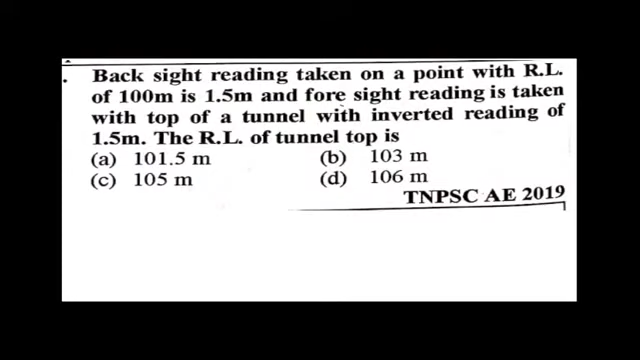 . Back sight reading taken on a point with R.L.
of 100m is 1.5m and fore sight reading is taken
with top of a tunnel with inverted reading of
1.5m. The R.L. of tunnel top is
(a) 101.5 m (b) 103 m
(c) 105 m (d) 106 m
TNPSC AE 2019